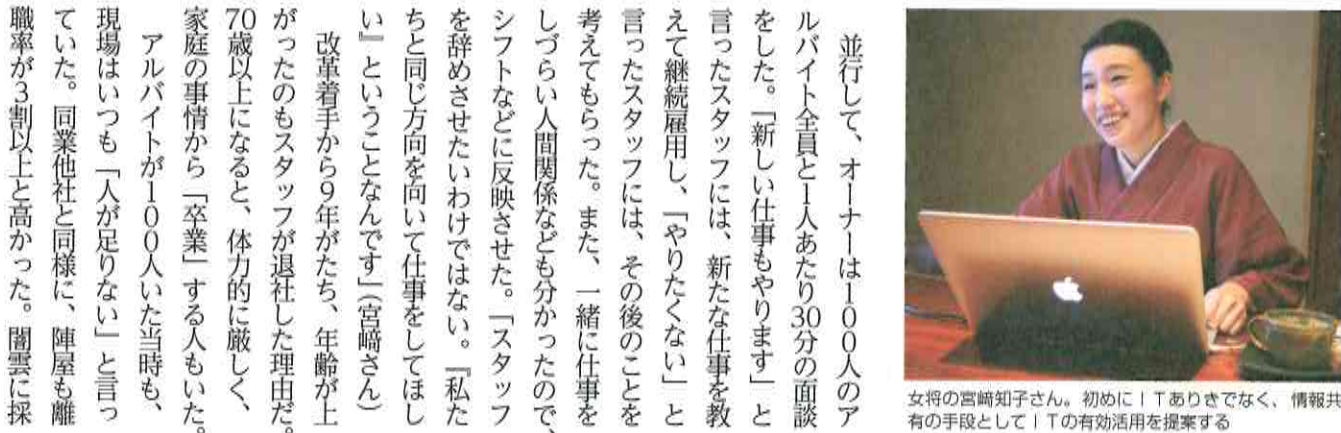 並行して、オーナーは100人のア
ルバイト全員と1人あたり30分の面談
をした。「新しい仕事もやります」と
言ったスタッフには、新たな仕事を教
えて継続雇用し、「やりたくない」と
言ったスタッフには、その後のことを
考えてもらった。また、一緒に仕事を
しづらい人間関係なども分かったので、
シフトなどに反映させた。「スタッフ
を辞めさせたいわけではない。『私た
ちと同じ方向を向いて仕事をしてほし
い』ということなんです」(宮﨑さん)
改革着手から9年がたち、年齢が上
がったのもスタッフが退社した理由だ。
70歳以上になると、体力的に厳しく、
家庭の事情から「卒業」する人もいた。
アルバイトが100人いた当時も、
現場はいつも「人が足りない」と言っ
ていた。同業他社と同様に、陣屋も離
職率が3割以上と高かった。闇雲に採
女将の宮﨑知子さん。初めにITありきでなく、情報共
有の手段としてITの有効活用を提案する